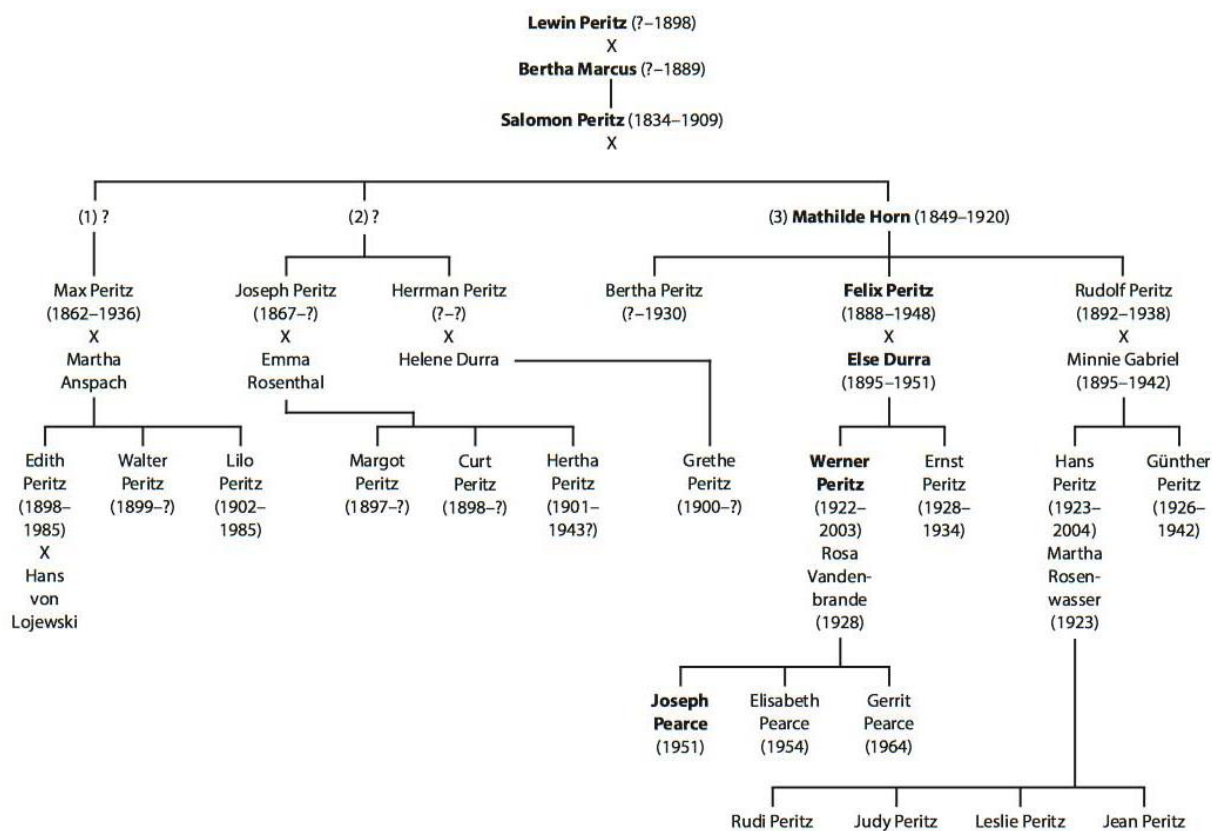 Lewin Peritz (?–1898)
X
Bertha Marcus (?–1889)
Salomon Peritz (1834–1909)
X
(1) ?
(2) ?
(3) Mathilde Horn (1849–1920)
Max Peritz
(1862–1936)
X
Martha
Anspach
Joseph Peritz
(1867–?)
X
Emma
Rosenthal
Herrman Peritz
(?–?)
X
Helene Durra
Bertha Peritz
(?–1930)
Felix Peritz
(1888–1948)
X
Else Durra
(1895–1951)
Rudolf Peritz
(1892–1938)
X
Minnie Gabriel
(1895–1942)
Edith
Peritz
(1898–
1985)
X
Hans
von
Lojewski
Walter
Peritz
(1899–?)
Lilo
Peritz
(1902–
1985)
Margot
Peritz
(1897–?)
Curt
Peritz
(1898–?)
Hertha
Peritz
(1901–
1943?)
Grethe
Peritz
(1900–?)
Werner
Peritz
(1922–
2003)
Rosa
Vanden-
brande
(1928)
Ernst
Peritz
(1928–
1934)
Hans
Peritz
(1923–
2004)
Martha
Rosen-
wasser
(1923)
Günther
Peritz
(1926–
1942)
Joseph
Pearce
(1951)
Elisabeth
Pearce
(1954)
Gerrit
Pearce
(1964)
Rudi Peritz
Judy Peritz
Leslie Peritz
Jean Peritz